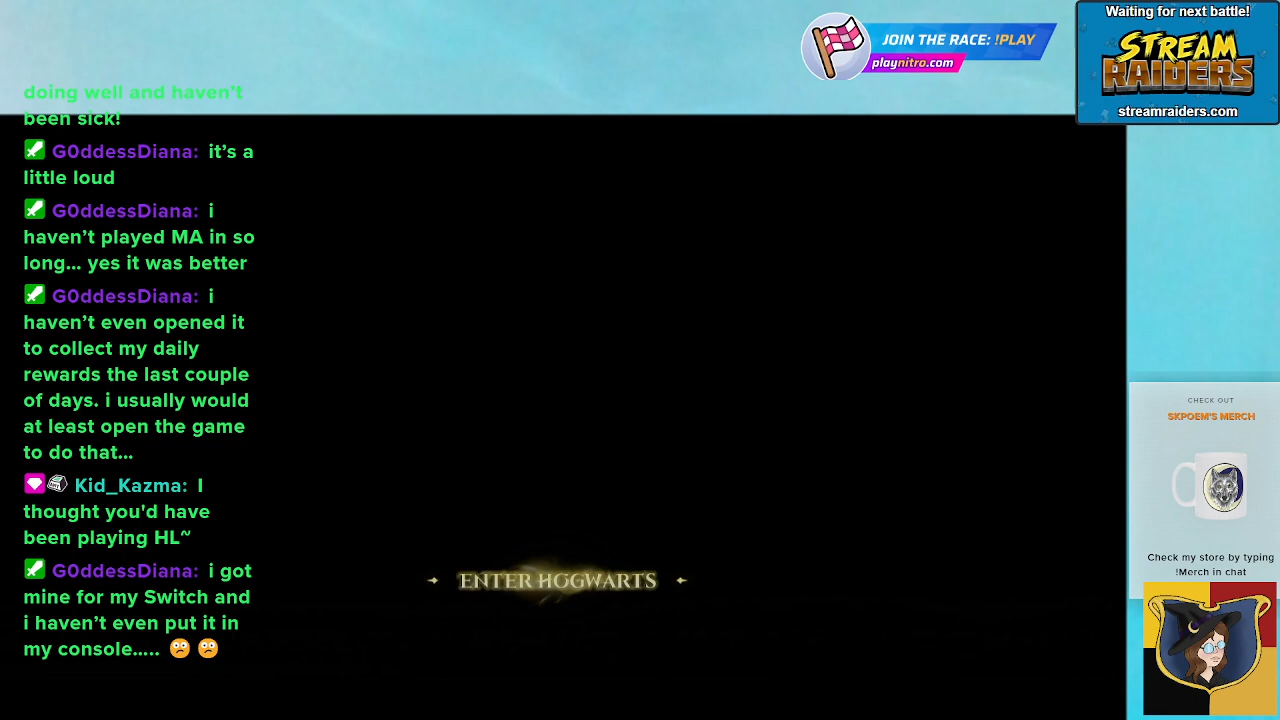 Waiting for next battle!
STREAM
RAIDERS
streamraiders.com
JOIN THE RACE: !PLAY
playnitro.com
doing well and haven't
been sick!
G0ddessDiana: it's a
little loud
G0ddessDiana: i
haven't played MA in so
long... yes it was better
G0ddessDiana: i
haven't even opened it
to collect my daily
rewards the last couple
of days. i usually would
at least open the game
to do that...
Kid_Kazma: I
thought you'd have
been playing HL~
G0ddessDiana: i got
mine for my Switch and
i haven't even put it in
my console.....
ENTER HOGWARTS
CHECK OUT
SKPOEM'S MERCH
Check my store by typing
!Merch in chat